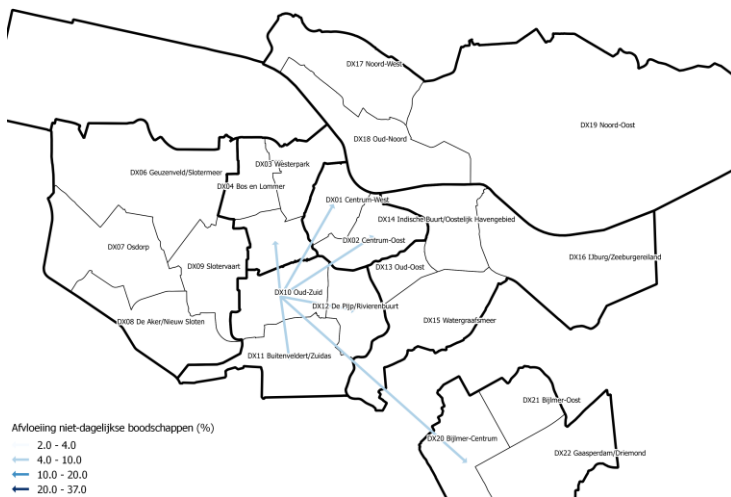 DX17 Noord-West
DX19 Noord-Oost
DX18 Oud-Noord
DX03 Westerpark
DX06 Geuzenveld/Slotermeer
DX04 Bos en Lommer
DX01 Centrum-West
DX14 Indische Buurt/Oostelijk Havengebied
DX02 Centrum-Oost
DX07 Osdorp
DX16 IJburg/Zeeburgereiland
DX09 Slotervaart
DX13 Oud-Oost
DX10 Oud-Zuid
DX12 De Pijp/Rivierenbuurt
DX08 De Aker/Nieuw Sloten
DX15 Watergraafsmeer
DX11 Buitenveldert/Zuidas
DX21 Bijlmer-Oost
Afvloeiing niet-dagelijkse boodschappen (%)
DX20 Bijlmer-Centrum
2.0 - 4.0
DX22 Gaasperdam/Driemond
4.0 - 10.0
10.0 - 20.0
20.0 - 37.0